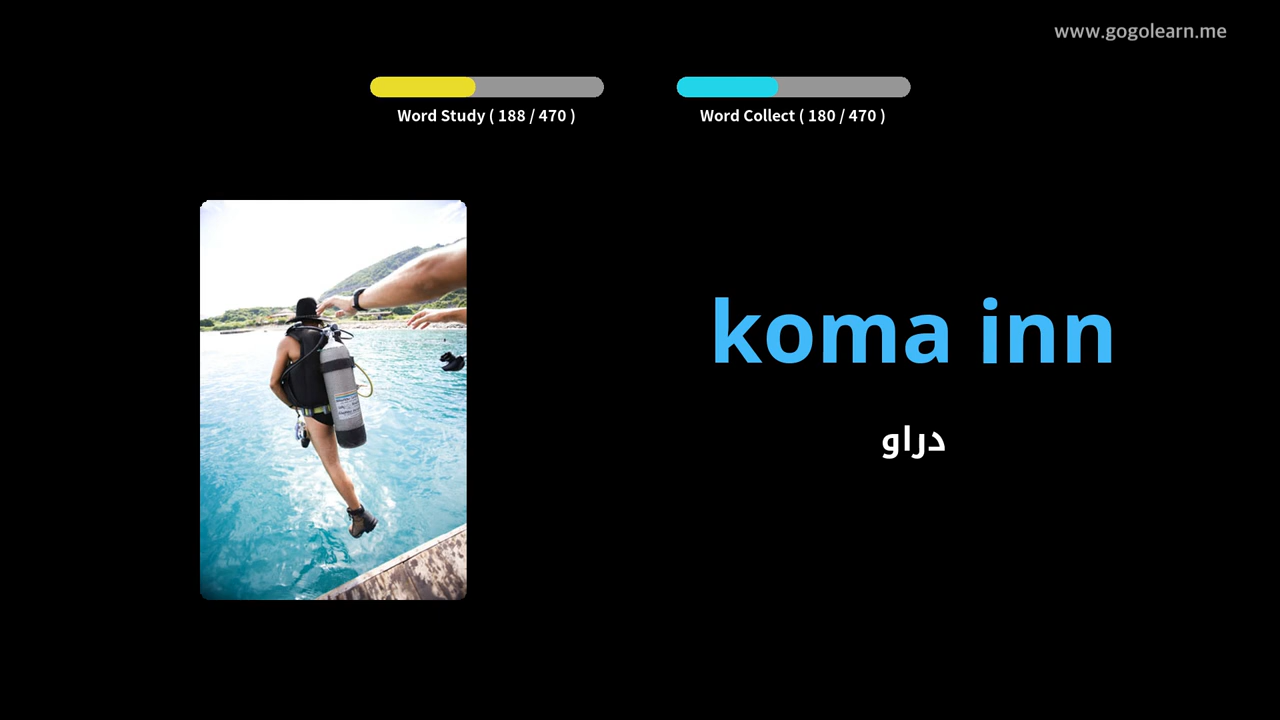 www.gogolearn.me
Word Study ( 188 / 470 )
Word Collect ( 180 / 470 )
koma inn
دراو